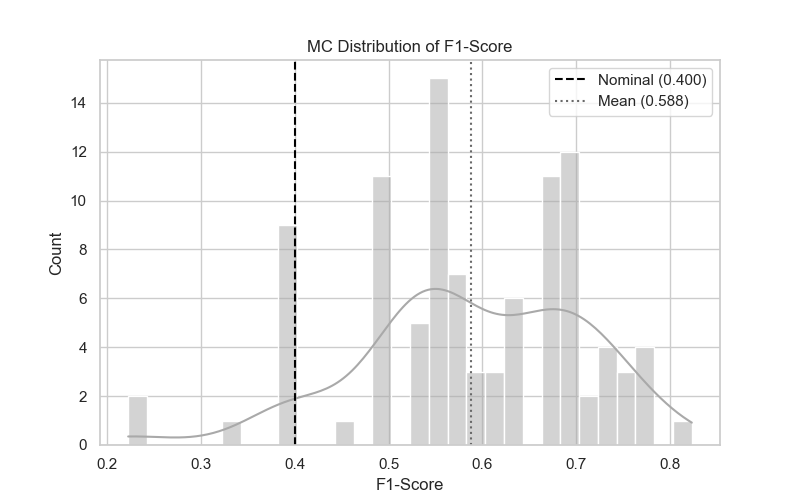 MC Distribution of F1-Score
Nominal (0.400)
Mean (0.588)
Count
14
12
10
8
6
4
2
0
0.2 0.3 0.4 0.5 0.6 0.7 0.8
F1-Score